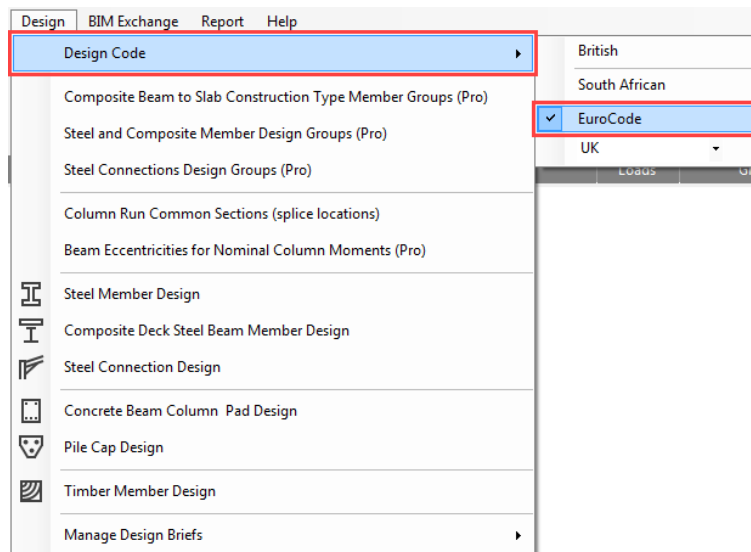 Design BIM Exchange Report Help
Design Code
British
South African
EuroCode
UK
Loads
Composite Beam to Slab Construction Type Member Groups (Pro)
Steel and Composite Member Design Groups (Pro)
Steel Connections Design Groups (Pro)
Column Run Common Sections (splice locations)
Beam Eccentricities for Nominal Column Moments (Pro)
Steel Member Design
Composite Deck Steel Beam Member Design
Steel Connection Design
Concrete Beam Column  Pad Design
Pile Cap Design
Timber Member Design
Manage Design Briefs